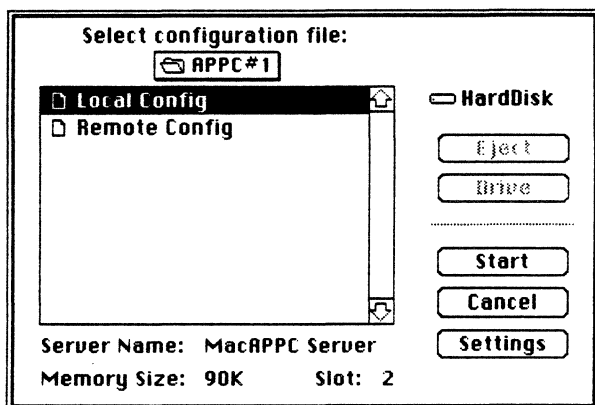 Select configuration file:
APPC#1
Local Config
Remote Config
HardDisk
Eject
Drive
Start
Cancel
Settings
Server Name: MacAPPC Server
Memory Size: 90K Slot: 2